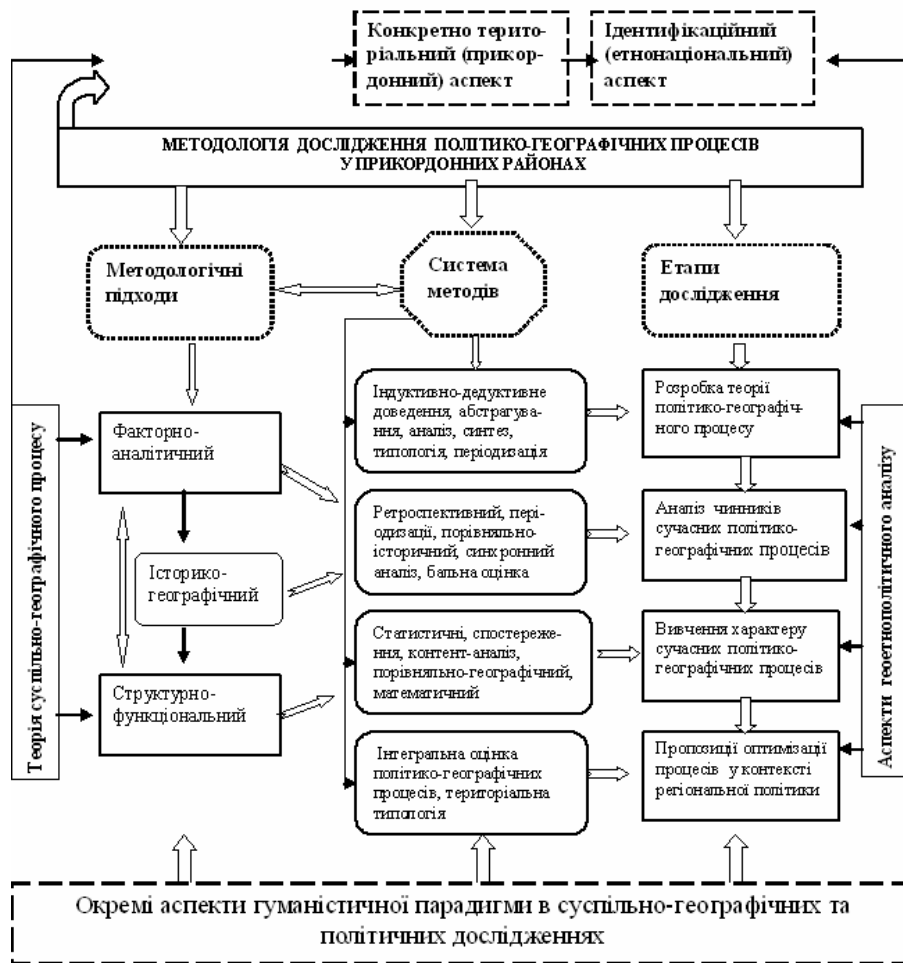 Конкретно терито-
ріальний (прикор-
донний) аспект
Ідентифікаційний
(етнонаціональний)
аспект
МЕТОДОЛОГІЯ ДОСЛІДЖЕННЯ ПОЛІТИКО-ГЕОГРАФІЧНИХ ПРОЦЕСІВ
У ПРИКОРДОННИХ РАЙОНАХ
Методологічні
підходи
Система
методів
Етапи
дослідження
Теорія суспільно-географічного процесу
Факторно-
аналітичний
Історико-
географічний
Структурно-
функціональний
Індуктивно-дедуктивне
доведення, абстрагува-
ння, аналіз, синтез,
типологія, періодизація
Ретроспективний, пері-
одизації, порівняльно-
історичний, синхронний
аналіз, бальна оцінка
Статистичні, спостереже-
ння, контент-аналіз,
порівняльно-географічний,
математичний
Інтегральна оцінка
політико-географічних
процесів, територіальна
типологія
Розробка теорії
політико-географіч-
ного процесу
Аналіз чинників
сучасних політико-
географічних процесів
Вивчення характеру
сучасних політико-
географічних процесів
Пропозиції оптимізації
процесів у контексті
регіональної політики
Аспекти геоетнополітичного аналізу
Окремі аспекти гуманістичної парадигми в суспільно-географічних та
політичних дослідженнях